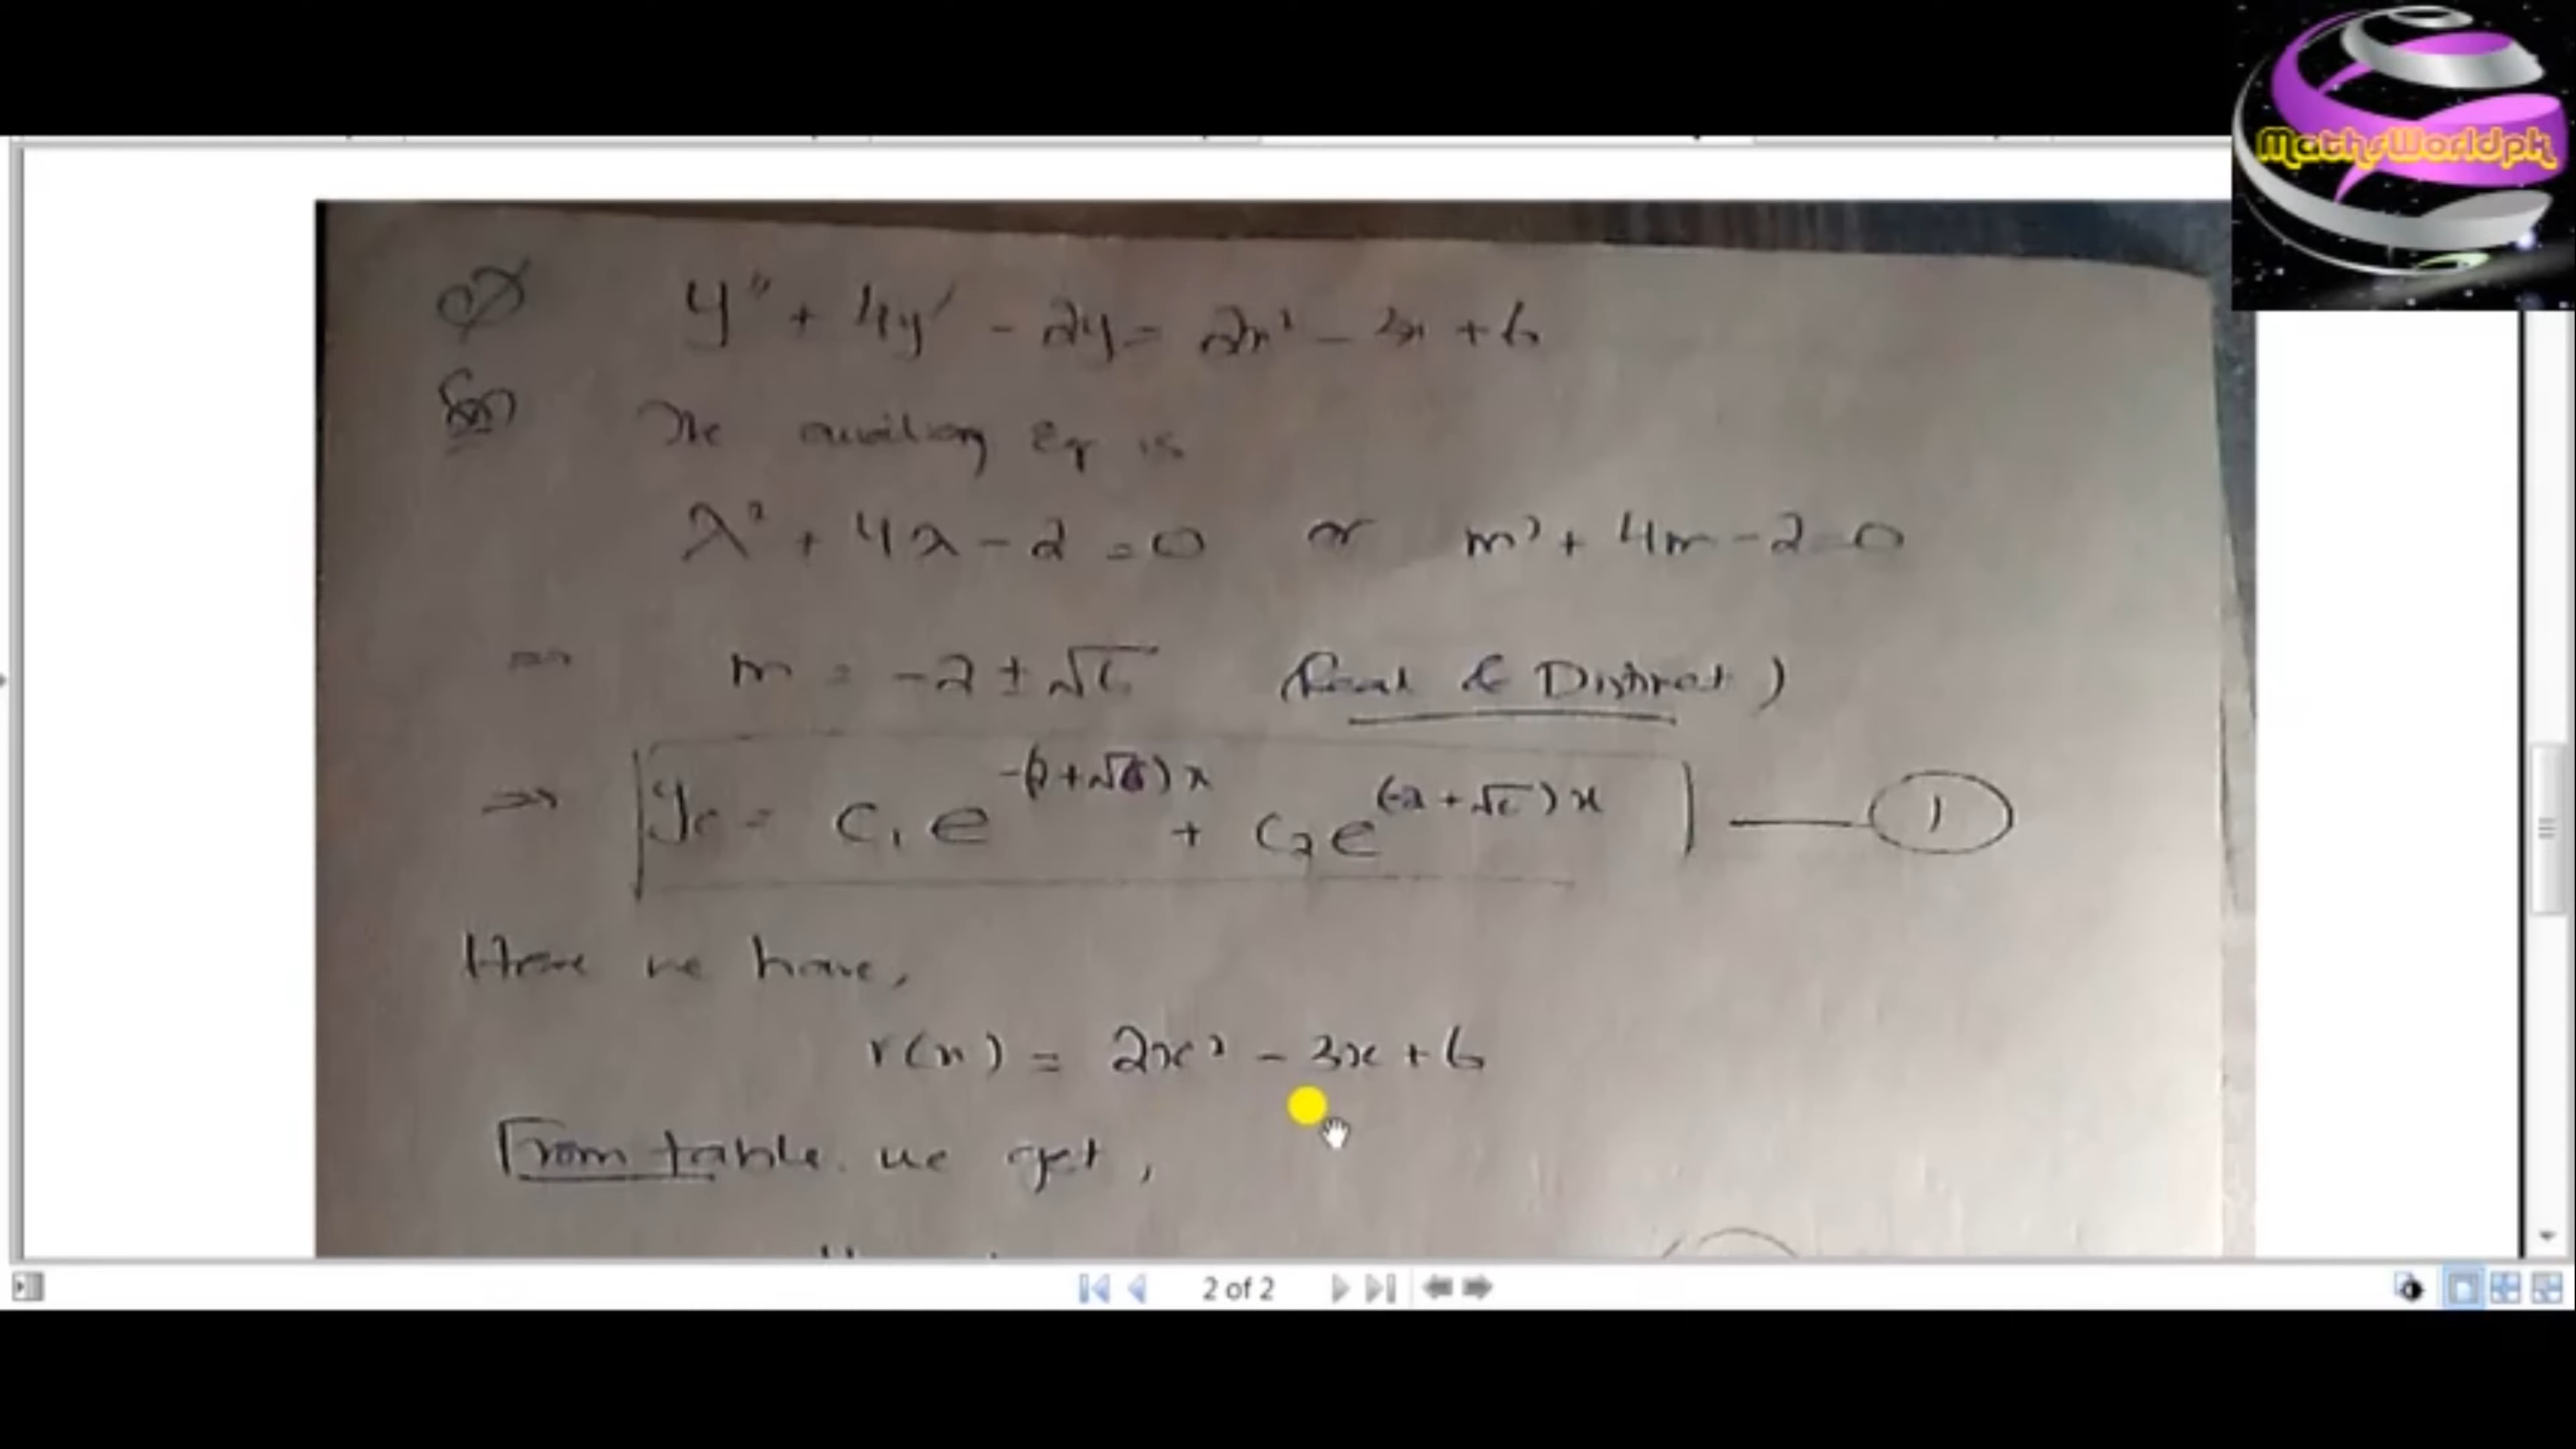 MathsWorldpk
Q/ y'' + 4y' - 2y = 2x² - 3x + 6
Sol The auxiliary Eq is
λ² + 4λ - 2 = 0 or m² + 4m - 2 = 0
⇒ m = -2 ± √6 (Real & Distinct)
⇒ yc = c₁ e^-(2+√6)x + c₂ e^(-2+√6)x — 1
Here we have,
r(x) = 2x² - 3x + 6
From table we get,
2 of 2